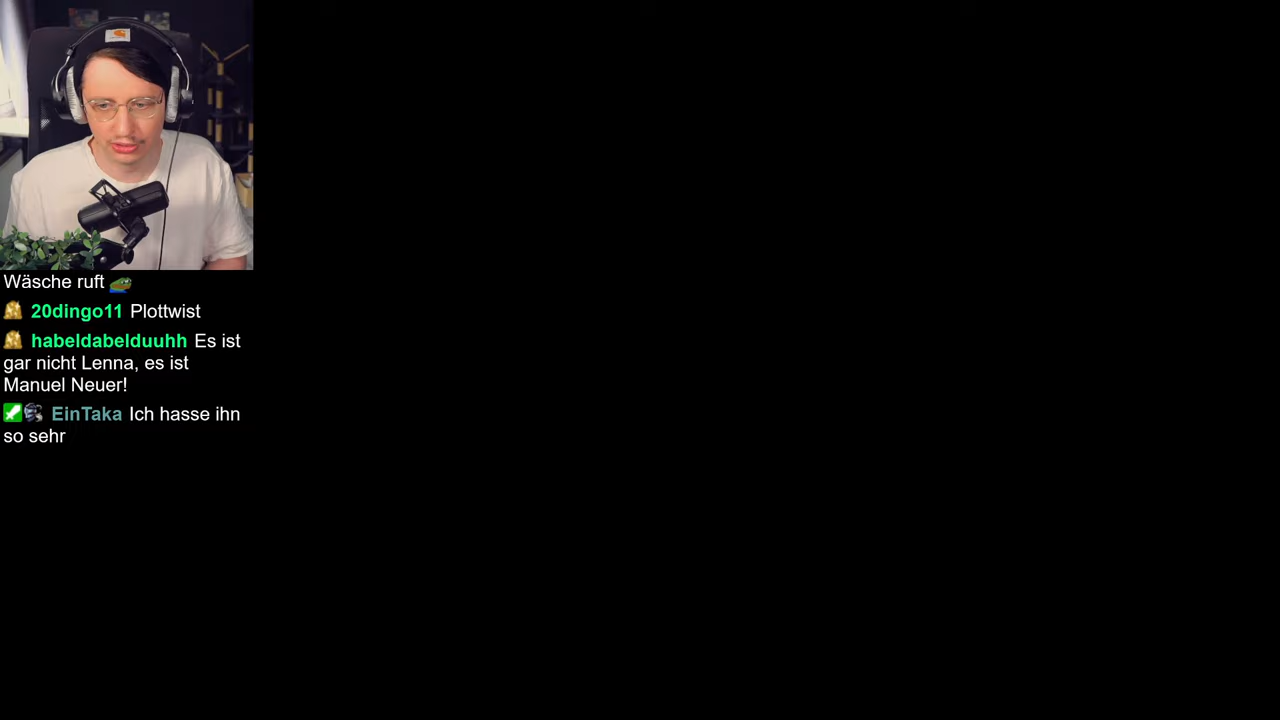 Wäsche ruft
20dingo11 Plottwist
habeldabelduuhh Es ist
gar nicht Lenna, es ist
Manuel Neuer!
EinTaka Ich hasse ihn
so sehr